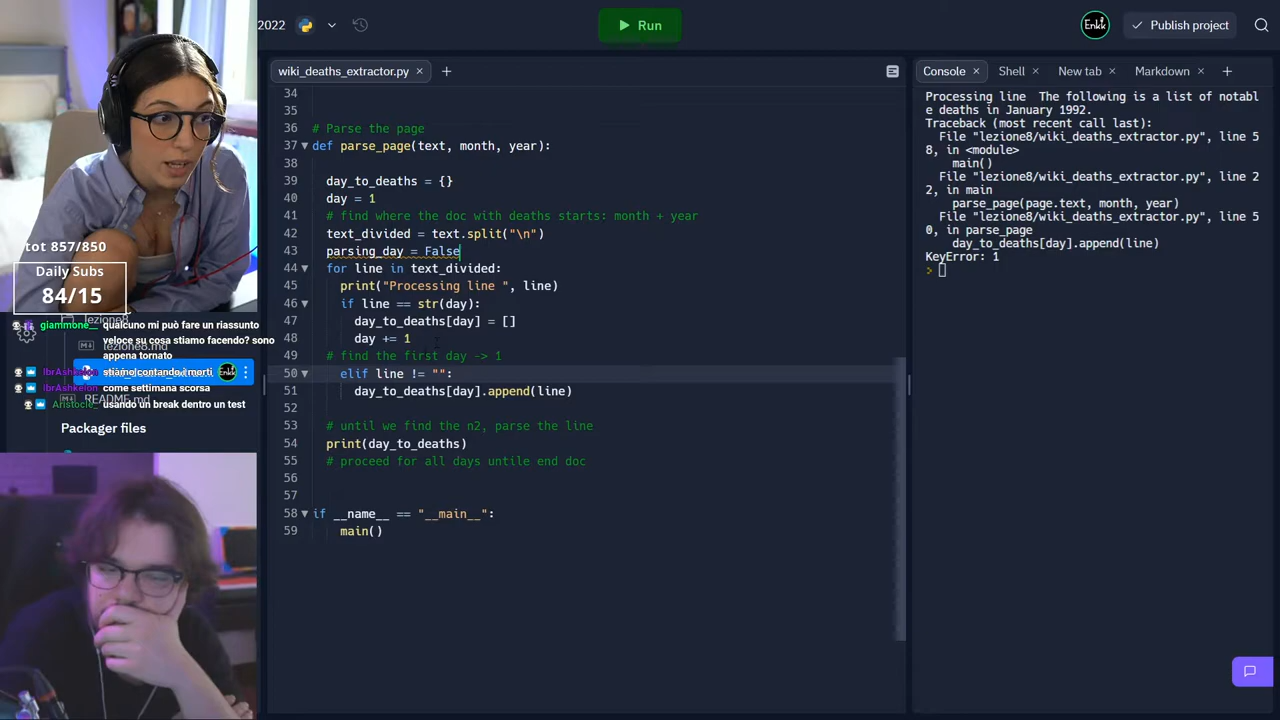 2022
Run
Enkk
Publish project
wiki_deaths_extractor.py ×
Console ×
Shell ×
New tab ×
Markdown ×
34
35
36 # Parse the page
37 def parse_page(text, month, year):
38
39 day_to_deaths = {}
40 day = 1
41 # find where the doc with deaths starts: month + year
42 text_divided = text.split("\n")
43 parsing_day = False
44 for line in text_divided:
45 print("Processing line ", line)
46 if line == str(day):
47 day_to_deaths[day] = []
48 day += 1
49 # find the first day -> 1
50 elif line != "":
51 day_to_deaths[day].append(line)
52
53 # until we find the n2, parse the line
54 print(day_to_deaths)
55 # proceed for all days untile end doc
56
57
58 if __name__ == "__main__":
59 main()
Processing line  The following is a list of notabl
e deaths in January 1992.
Traceback (most recent call last):
File "lezione8/wiki_deaths_extractor.py", line 5
8, in <module>
main()
File "lezione8/wiki_deaths_extractor.py", line 2
2, in main
parse_page(page.text, month, year)
File "lezione8/wiki_deaths_extractor.py", line 5
0, in parse_page
day_to_deaths[day].append(line)
KeyError: 1
>
tot 857/850
Daily Subs
84/15
lezione8
giammone__ qualcuno mi può fare un riassunto
veloce su cosa stiamo facendo? sono
appena tornato
lezione8.md
IbrAshkelon stiamo contando i morti
Enkk
IbrAshkelon come settimana scorsa
Aristocle_ usando un break dentro un test
README.md
Packager files